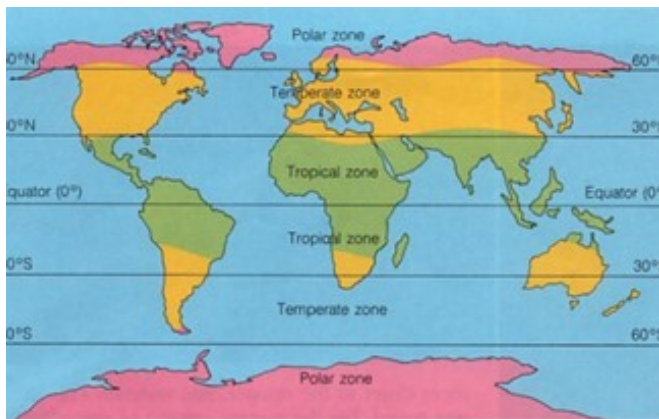 Polar zone
60°N 60°
Temperate zone
0°N 30°
Tropical zone
quator (0°) Equator (0°
Tropical zone
0°S 30°S
Temperate zone
0°S 60°S
Polar zone